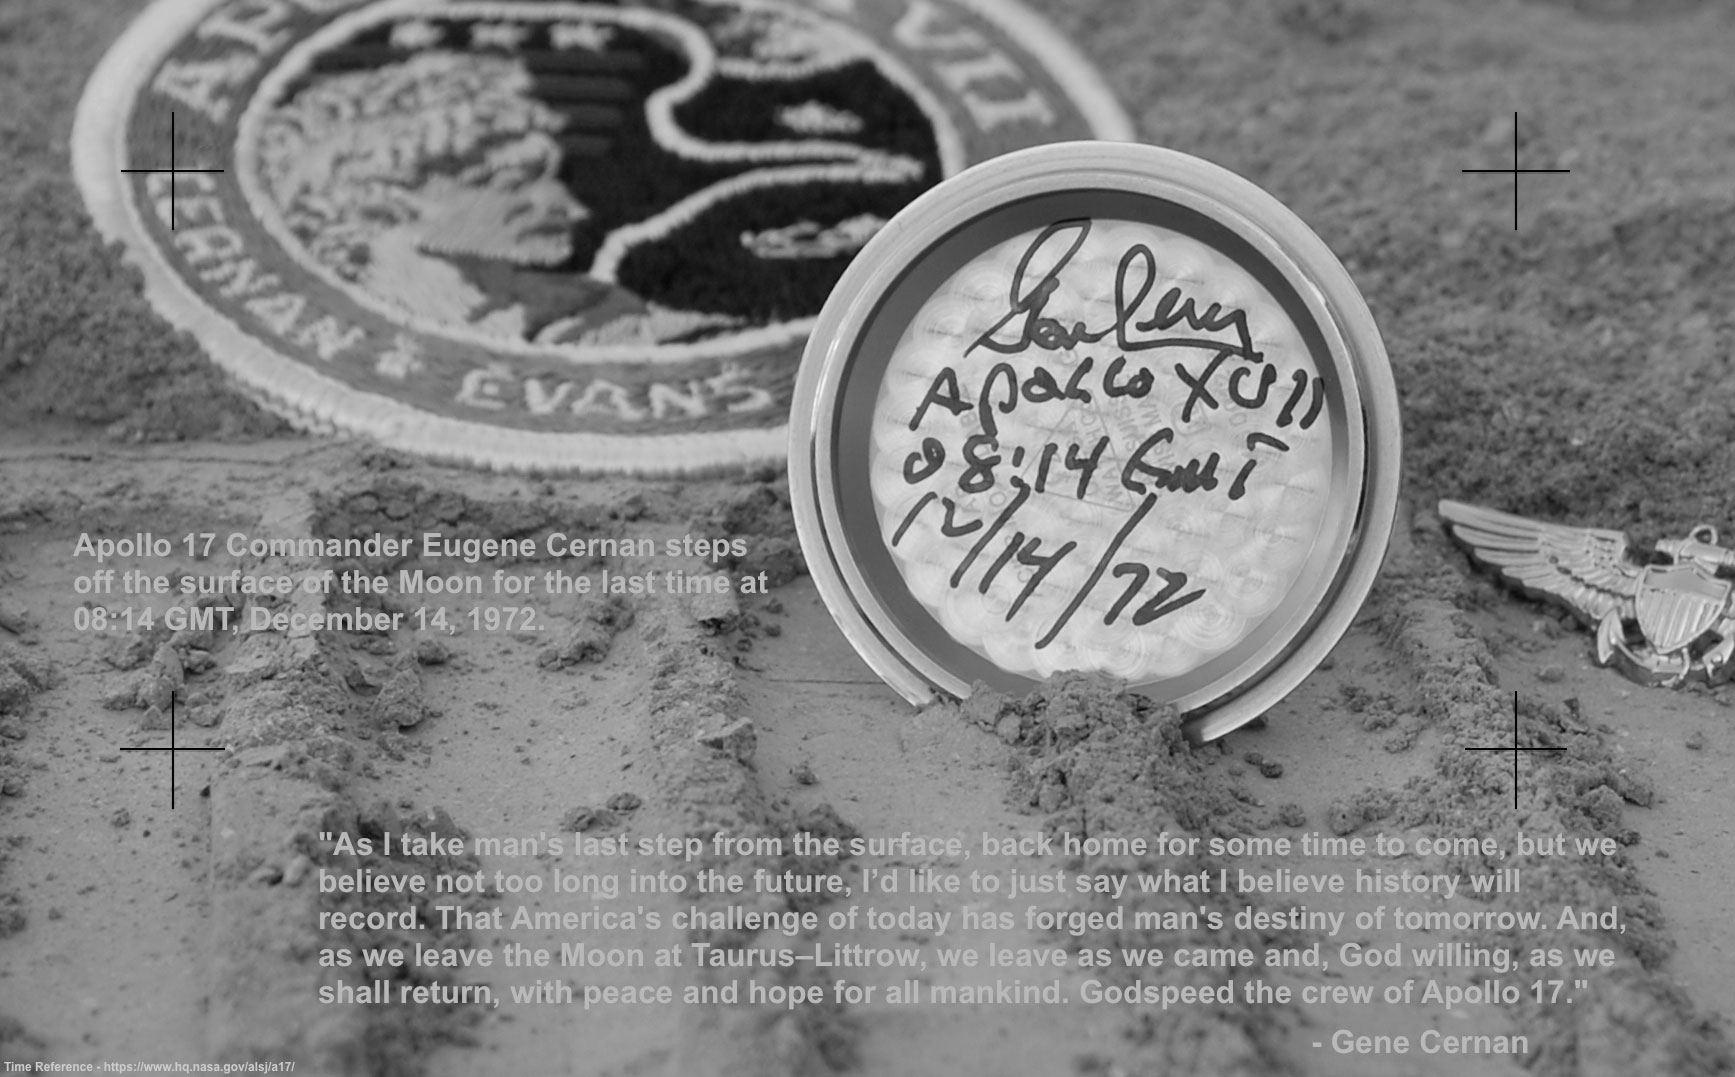 AP
VII
CERNAN ★ EVANS
Gene Cernan
Apollo XVII
08:14 GMT
12/14/72
Apollo 17 Commander Eugene Cernan steps
off the surface of the Moon for the last time at
08:14 GMT, December 14, 1972.
"As I take man's last step from the surface, back home for some time to come, but we
believe not too long into the future, I’d like to just say what I believe history will
record. That America's challenge of today has forged man's destiny of tomorrow. And,
as we leave the Moon at Taurus–Littrow, we leave as we came and, God willing, as we
shall return, with peace and hope for all mankind. Godspeed the crew of Apollo 17."
- Gene Cernan
Time Reference - https://www.hq.nasa.gov/alsj/a17/